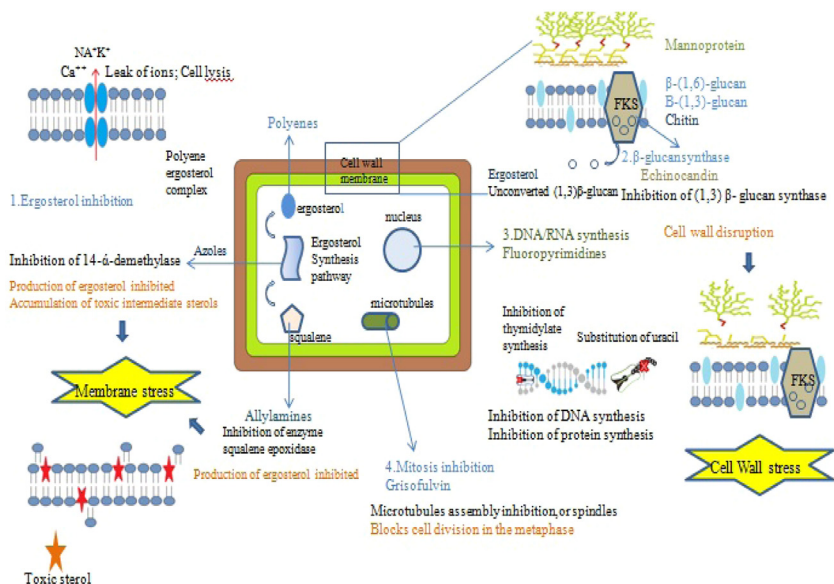 NA⁺K⁺
Ca⁺⁺ Leak of ions; Cell lysis
Polyene
ergosterol
complex
1.Ergosterol inhibition
Polyenes
Mannoprotein
FKS
β-(1,6)-glucan
B-(1,3)-glucan
Chitin
2.β-glucan synthase
Echinocandin
Inhibition of (1,3) β- glucan synthase
Cell wall
membrane
Ergosterol
Unconverted (1,3)β-glucan
ergosterol
nucleus
Ergosterol
Synthesis
pathway
squalene
microtubules
Azoles
Inhibition of 14-ά-demethylase
Production of ergosterol inhibited
Accumulation of toxic intermediate sterols
Membrane stress
Allylamines
Inhibition of enzyme
squalene epoxidase
Production of ergosterol inhibited
Toxic sterol
3.DNA/RNA synthesis
Fluoropyrimidines
Inhibition of
thymidylate
synthesis
Substitution of uracil
Inhibition of DNA synthesis
Inhibition of protein synthesis
4.Mitosis inhibition
Grisofulvin
Microtubules assembly inhibition, or spindles
Blocks cell division in the metaphase
Cell wall disruption
FKS
Cell Wall stress